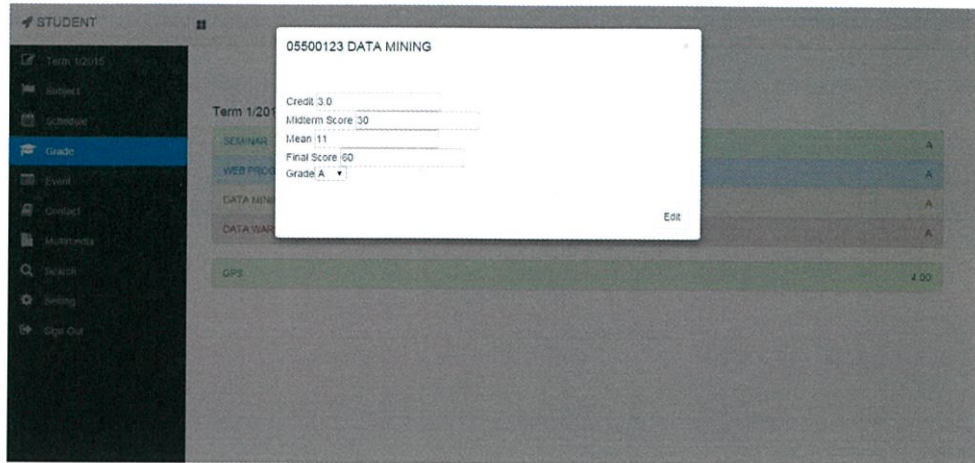 STUDENT
Term 1/2015
Subject
Schedule
Grade
Event
Contact
Multimedia
Search
Setting
Sign Out
05500123 DATA MINING
×
Credit 3.0
Midterm Score 30
Mean 11
Final Score 60
Grade A
Edit
Term 1/201
SEMINAR A
WEB PROG A
DATA MINI A
DATA WAR A
GPS 4.00